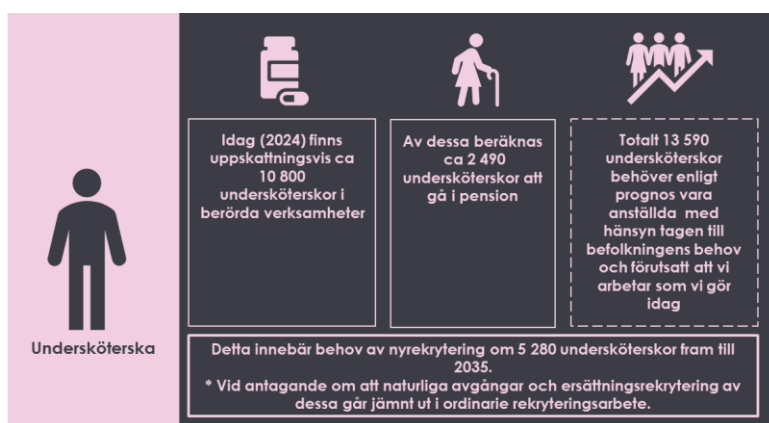 Idag (2024) finns
uppskattningsvis ca
10 800
undersköterskor i
berörda verksamheter
Av dessa beräknas
ca 2 490
undersköterskor att
gå i pension
Totalt 13 590
undersköterskor
behöver enligt
prognos vara
anställda med
hänsyn tagen till
befolkningens behov
och förutsatt att vi
arbetar som vi gör
idag
Undersköterska
Detta innebär behov av nyrekrytering om 5 280 undersköterskor fram till
2035.
* Vid antagande om att naturliga avgångar och ersättningsrekrytering av
dessa går jämnt ut i ordinarie rekryteringsarbete.